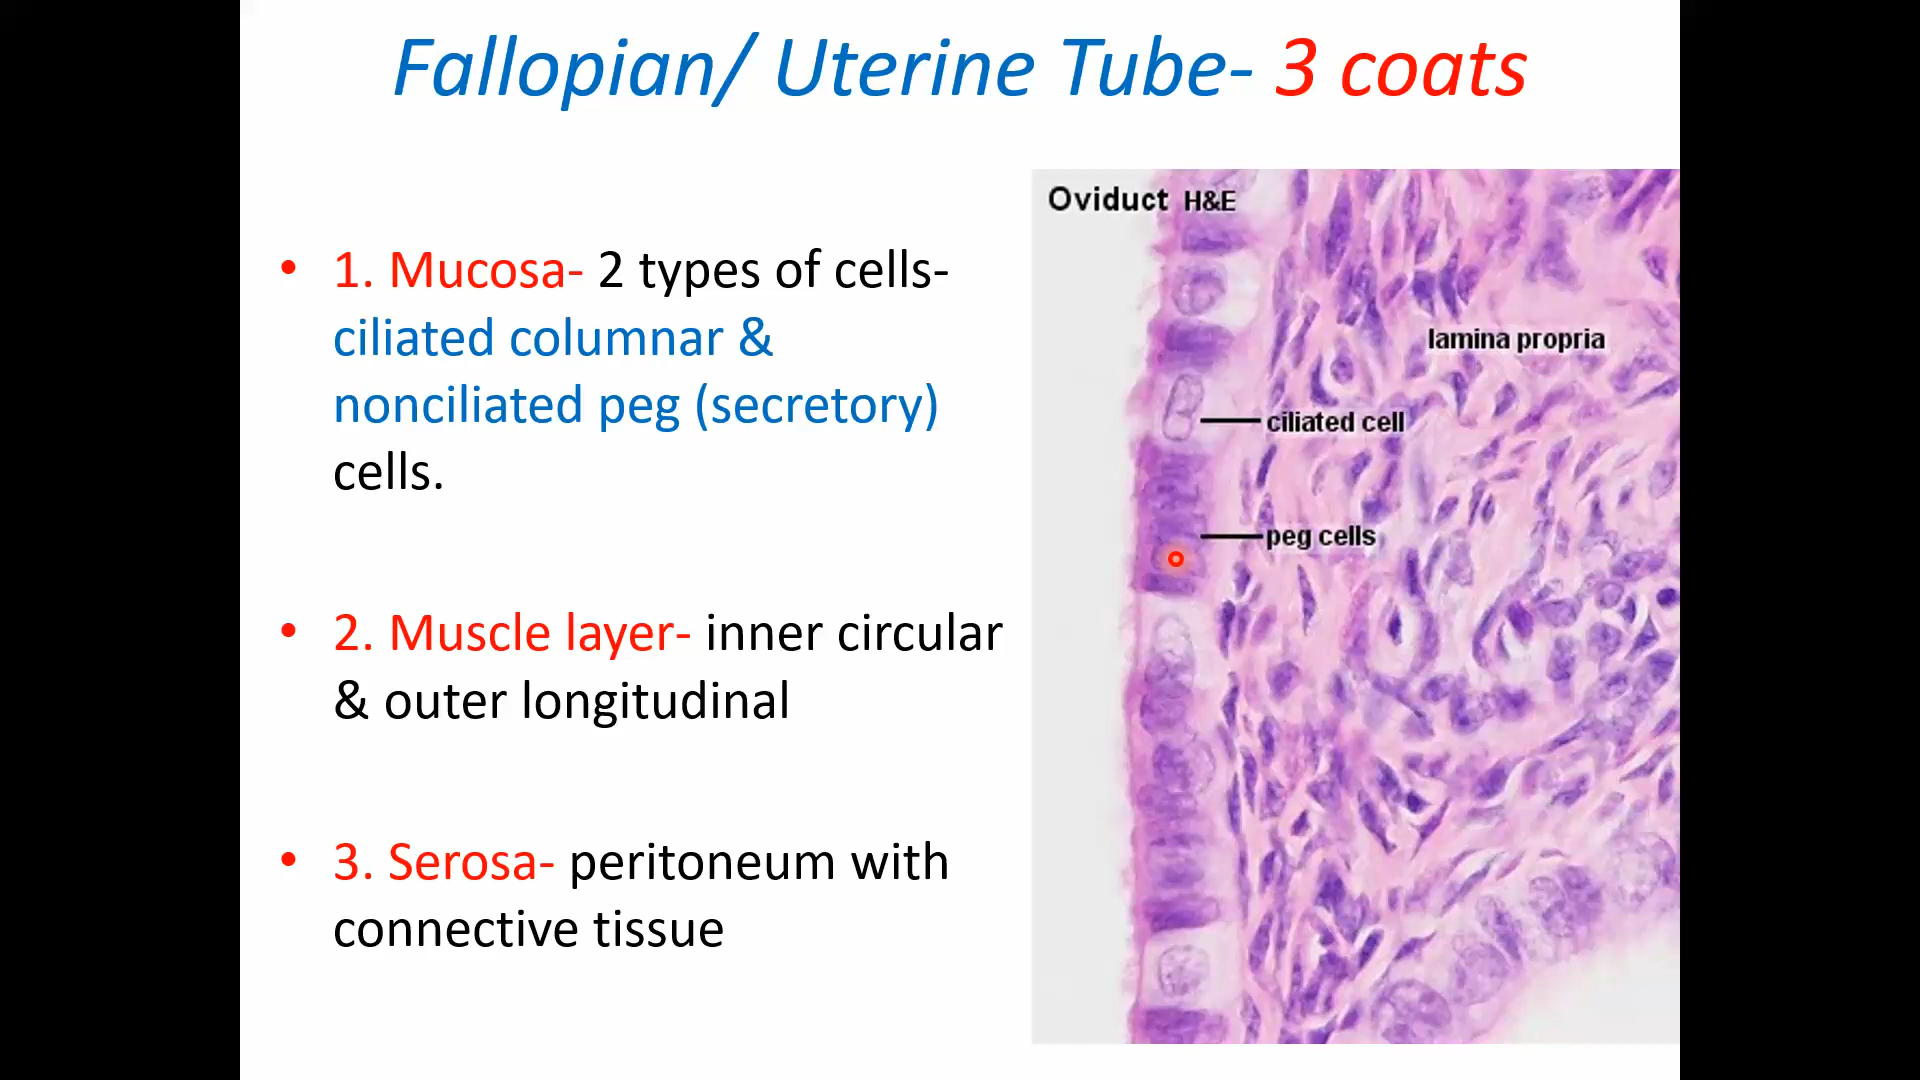 Fallopian/ Uterine Tube- 3 coats
• 1. Mucosa- 2 types of cells-
ciliated columnar &
nonciliated peg (secretory)
cells.
• 2. Muscle layer- inner circular
& outer longitudinal
• 3. Serosa- peritoneum with
connective tissue
Oviduct H&E
lamina propria
ciliated cell
peg cells